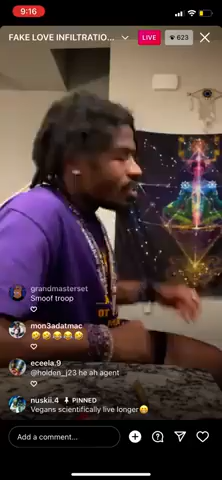 9:16
FAKE LOVE INFILTRATIO...
LIVE
623
grandmasterset
Smoof troop
mon3adatmac
🤣🤣😂😂🤣
eceela.9
@holden_j23 he ah agent
nuskii.4 PINNED
Vegans scientifically live longer😁
Add a comment...